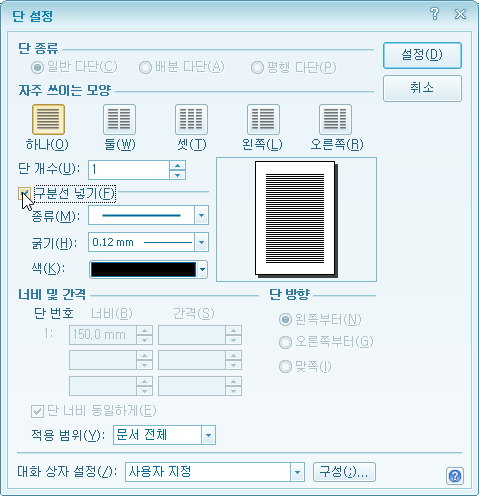 단 설정
단 종류
일반 다단(C) 배분 다단(A) 평행 다단(P)
설정(D)
취소
자주 쓰이는 모양
하나(O) 둘(W) 셋(T) 왼쪽(L) 오른쪽(R)
단 개수(U): 1
구분선 넣기(F)
종류(M):
굵기(H): 0.12 mm
색(K):
너비 및 간격
단 번호 너비(B) 간격(S)
1: 150,0 mm
단 너비 동일하게(E)
단 방향
왼쪽부터(N)
오른쪽부터(G)
맞쪽(I)
적용 범위(Y): 문서 전체
대화 상자 설정(/): 사용자 지정 구성(;)...